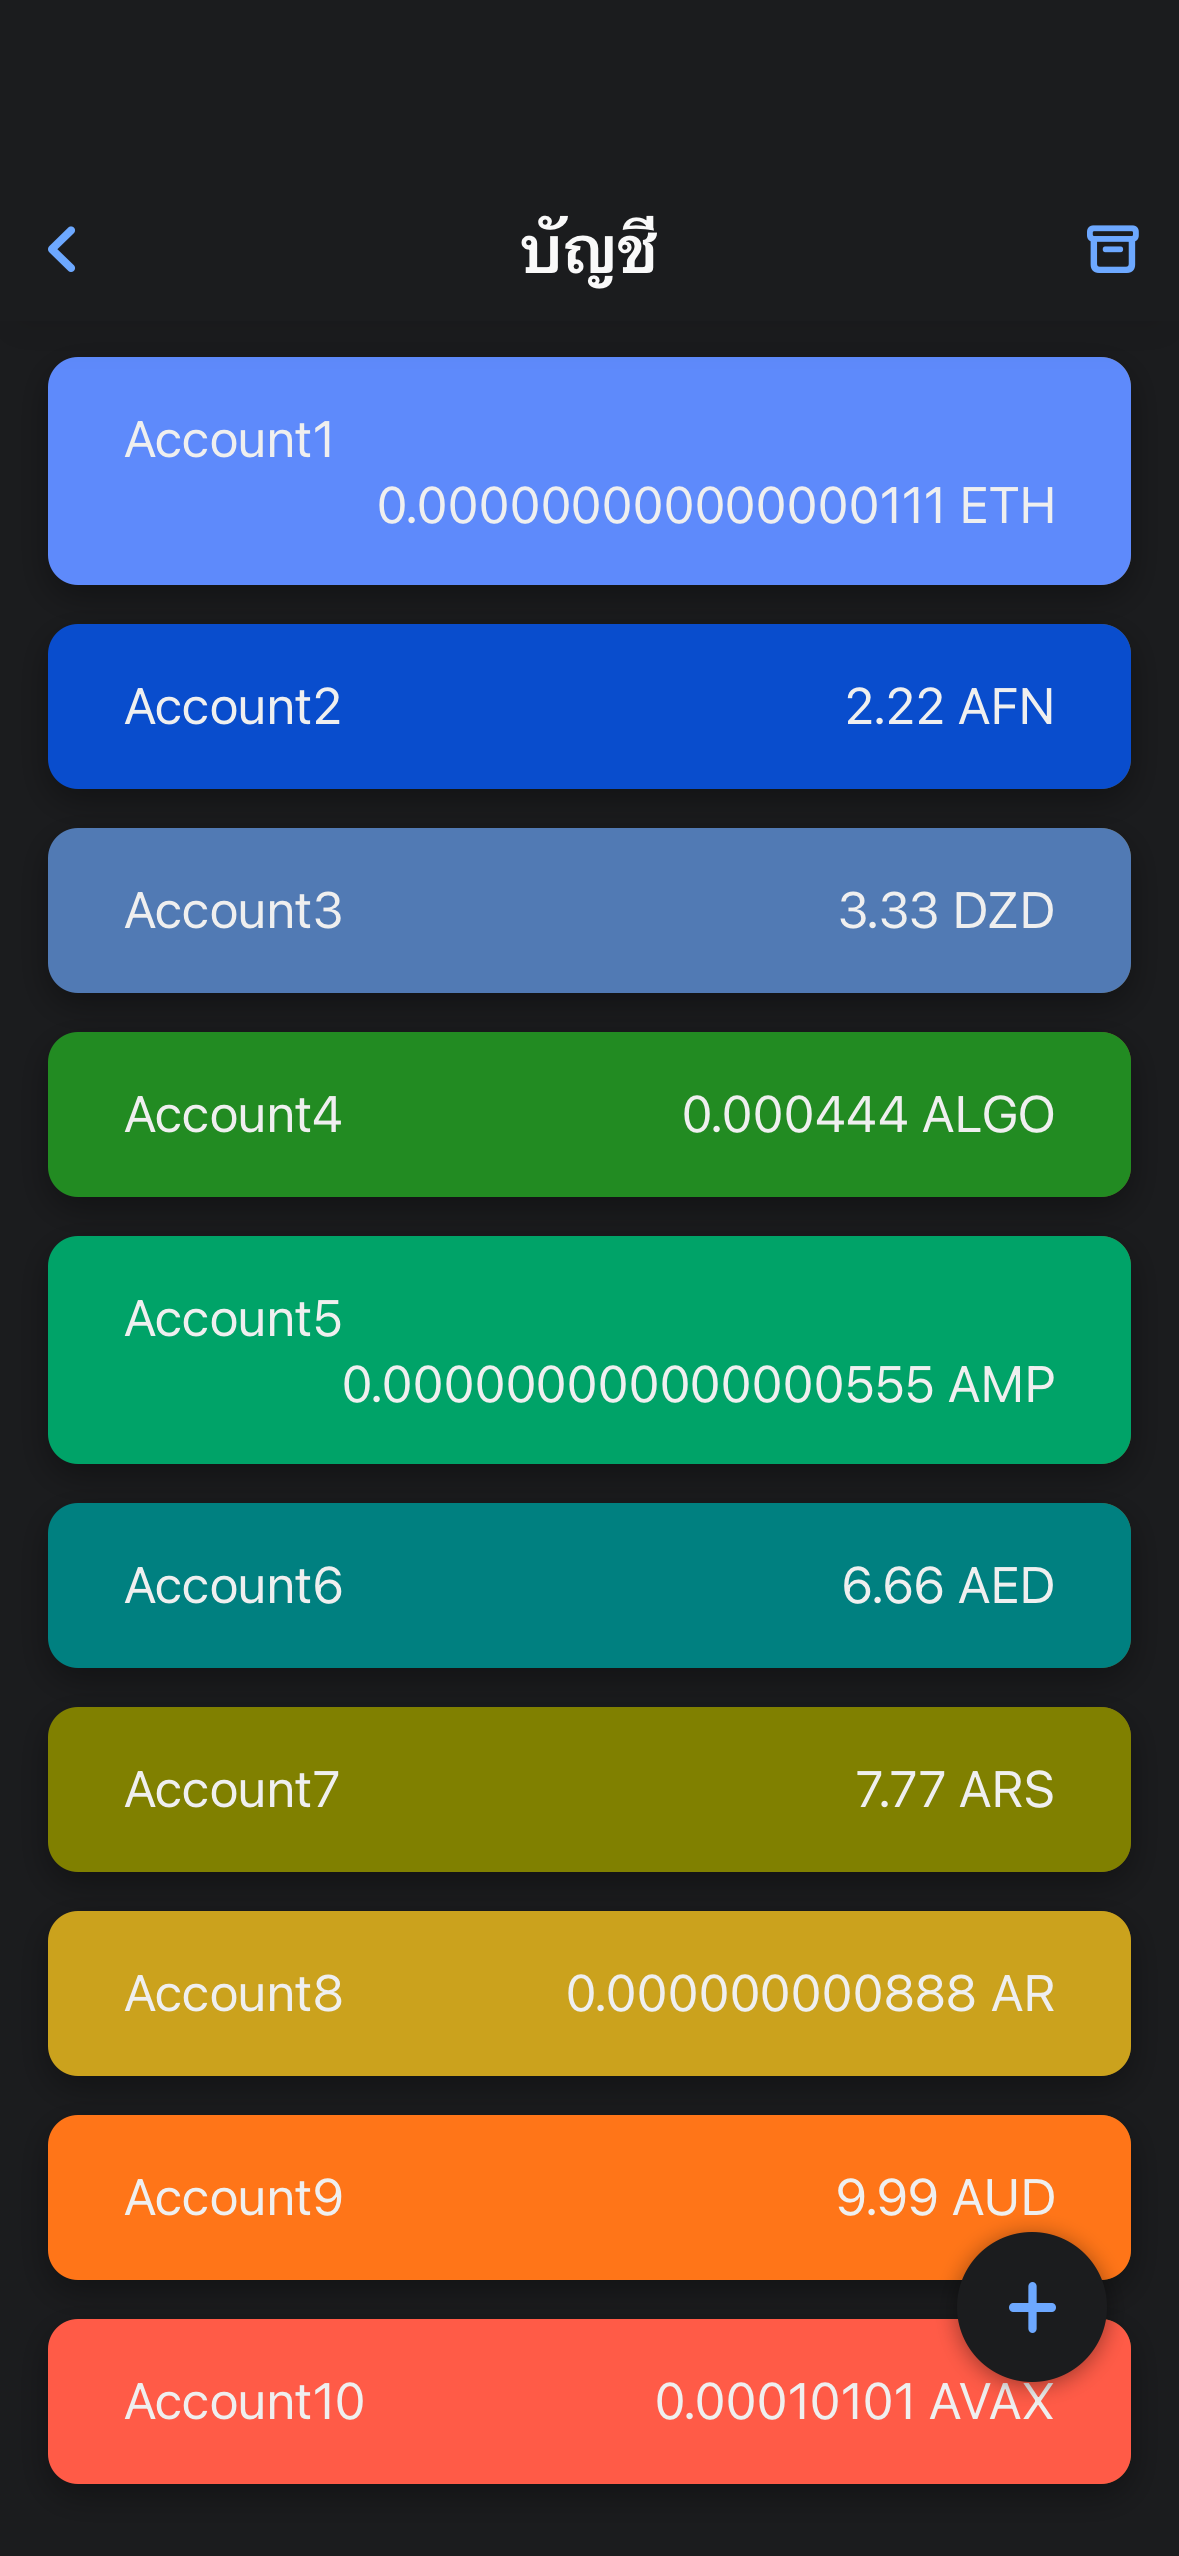 บัญชี
Account1
0.000000000000000111 ETH
Account2 2.22 AFN
Account3 3.33 DZD
Account4 0.000444 ALGO
Account5
0.000000000000000555 AMP
Account6 6.66 AED
Account7 7.77 ARS
Account8 0.000000000888 AR
Account9 9.99 AUD
Account10 0.00010101 AVAX